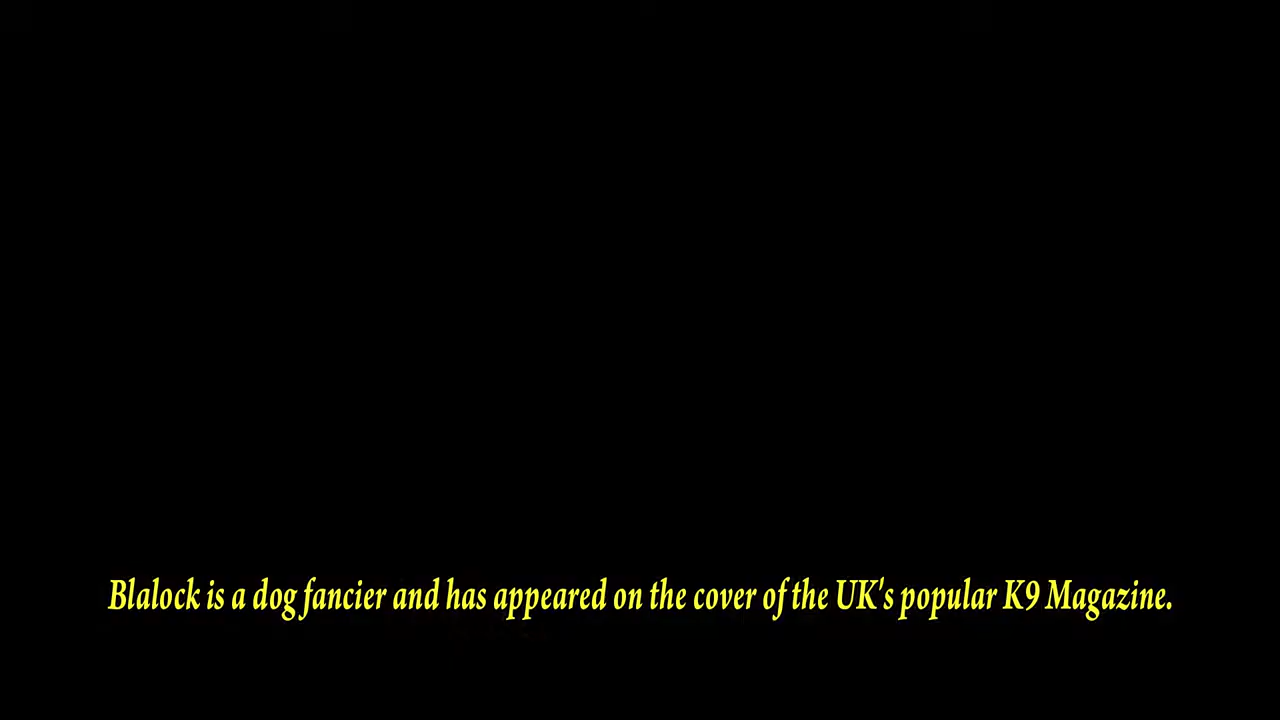 Blalock is a dog fancier and has appeared on the cover of the UK's popular K9 Magazine.